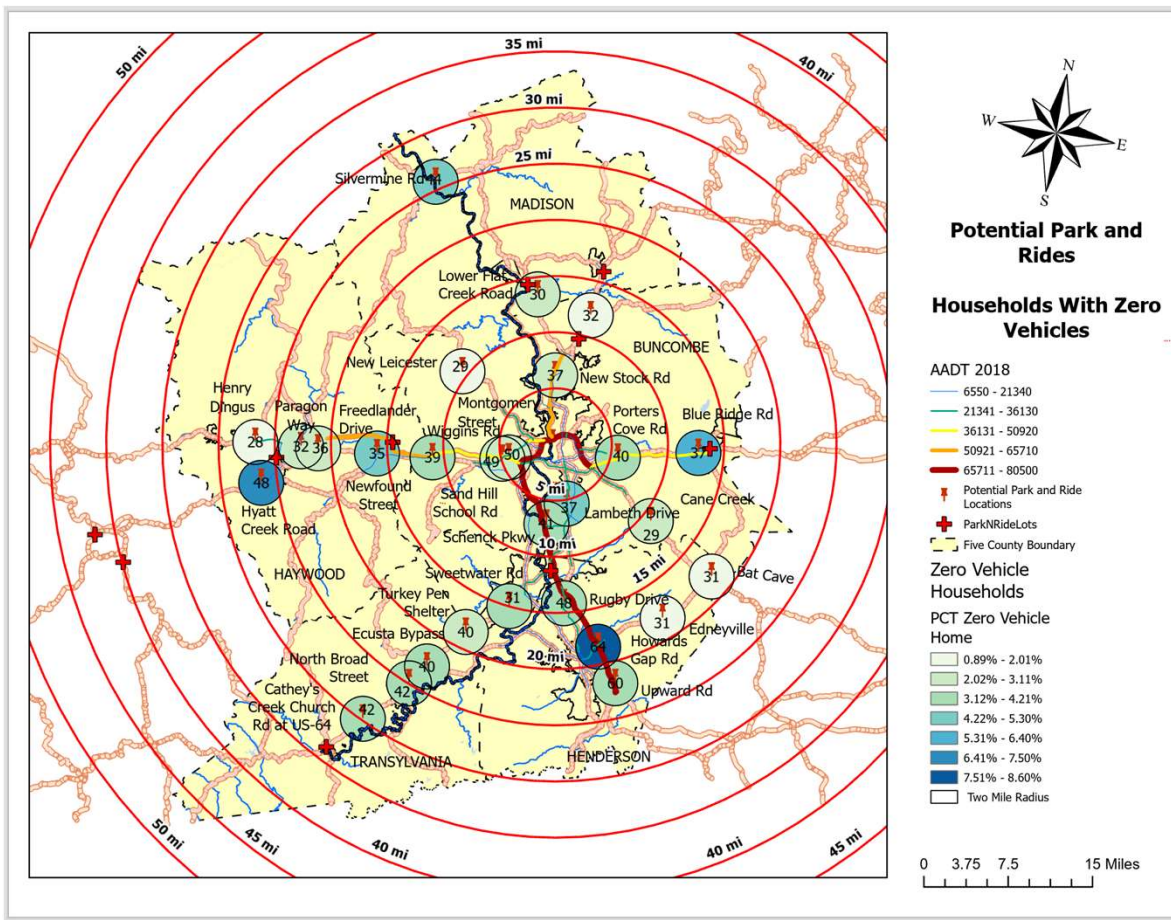 50 mi
35 mi
40 mi
30 mi
25 mi
Silvermine Rd
44
MADISON
Lower Flat
Creek Road
30
32
BUNCOMBE
New Leicester
29
37
New Stock Rd
Henry
Dingus
Paragon
Way
Freedlander
Drive
Montgomery
Street
Wiggins Rd
Porters
Cove Rd
Blue Ridge Rd
28
32
36
35
39
49
50
40
37
48
Hyatt
Creek Road
Newfound
Street
Sand Hill
School Rd
5 mi
37
Lambeth Drive
Cane Creek
29
Schenck Pkwy
41
10 mi
15 mi
HAYWOOD
Sweetwater Rd
31
Bat Cave
Turkey Pen
Shelter
31
48
Rugby Drive
31
Edneyville
Ecusta Bypass
40
64
Howards
Gap Rd
20 mi
North Broad
Street
40
42
60
Upward Rd
Cathey's
Creek Church
Rd at US-64
42
TRANSYLVANIA
HENDERSON
50 mi
45 mi
40 mi
40 mi
45 mi
N
W
E
S
Potential Park and
Rides
Households With Zero
Vehicles
AADT 2018
6550 - 21340
21341 - 36130
36131 - 50920
50921 - 65710
65711 - 80500
Potential Park and Ride
Locations
ParkNRideLots
Five County Boundary
Zero Vehicle
Households
PCT Zero Vehicle
Home
0.89% - 2.01%
2.02% - 3.11%
3.12% - 4.21%
4.22% - 5.30%
5.31% - 6.40%
6.41% - 7.50%
7.51% - 8.60%
Two Mile Radius
0 3.75 7.5 15 Miles